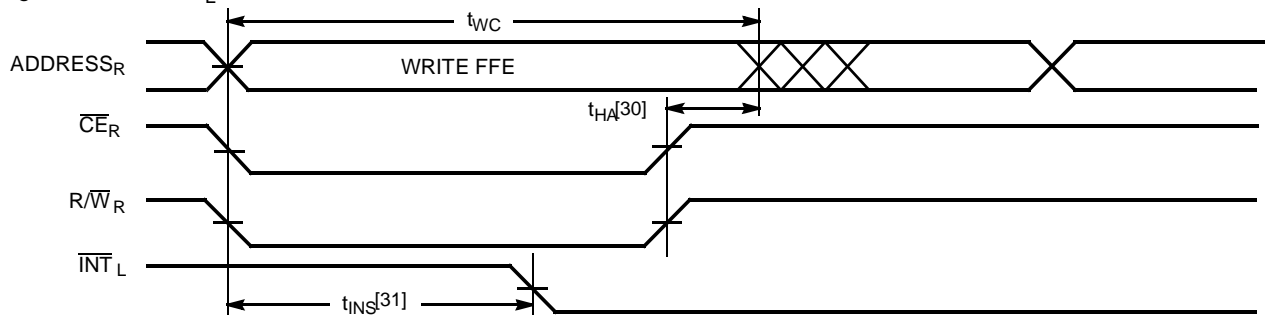 L
tWC
ADDRESSR
WRITE FFE
tHA[30]
CER
R/WR
INTL
tINS[31]